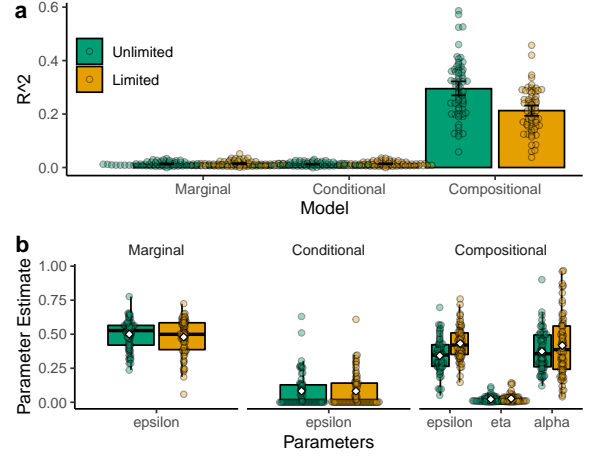 a
0.6
0.4
0.2
0.0
R^2
Unlimited
Limited
Marginal
Conditional
Compositional
Model
b
Marginal
Conditional
Compositional
1.00
0.75
0.50
0.25
0.00
Parameter Estimate
epsilon
epsilon
epsilon
eta
alpha
Parameters